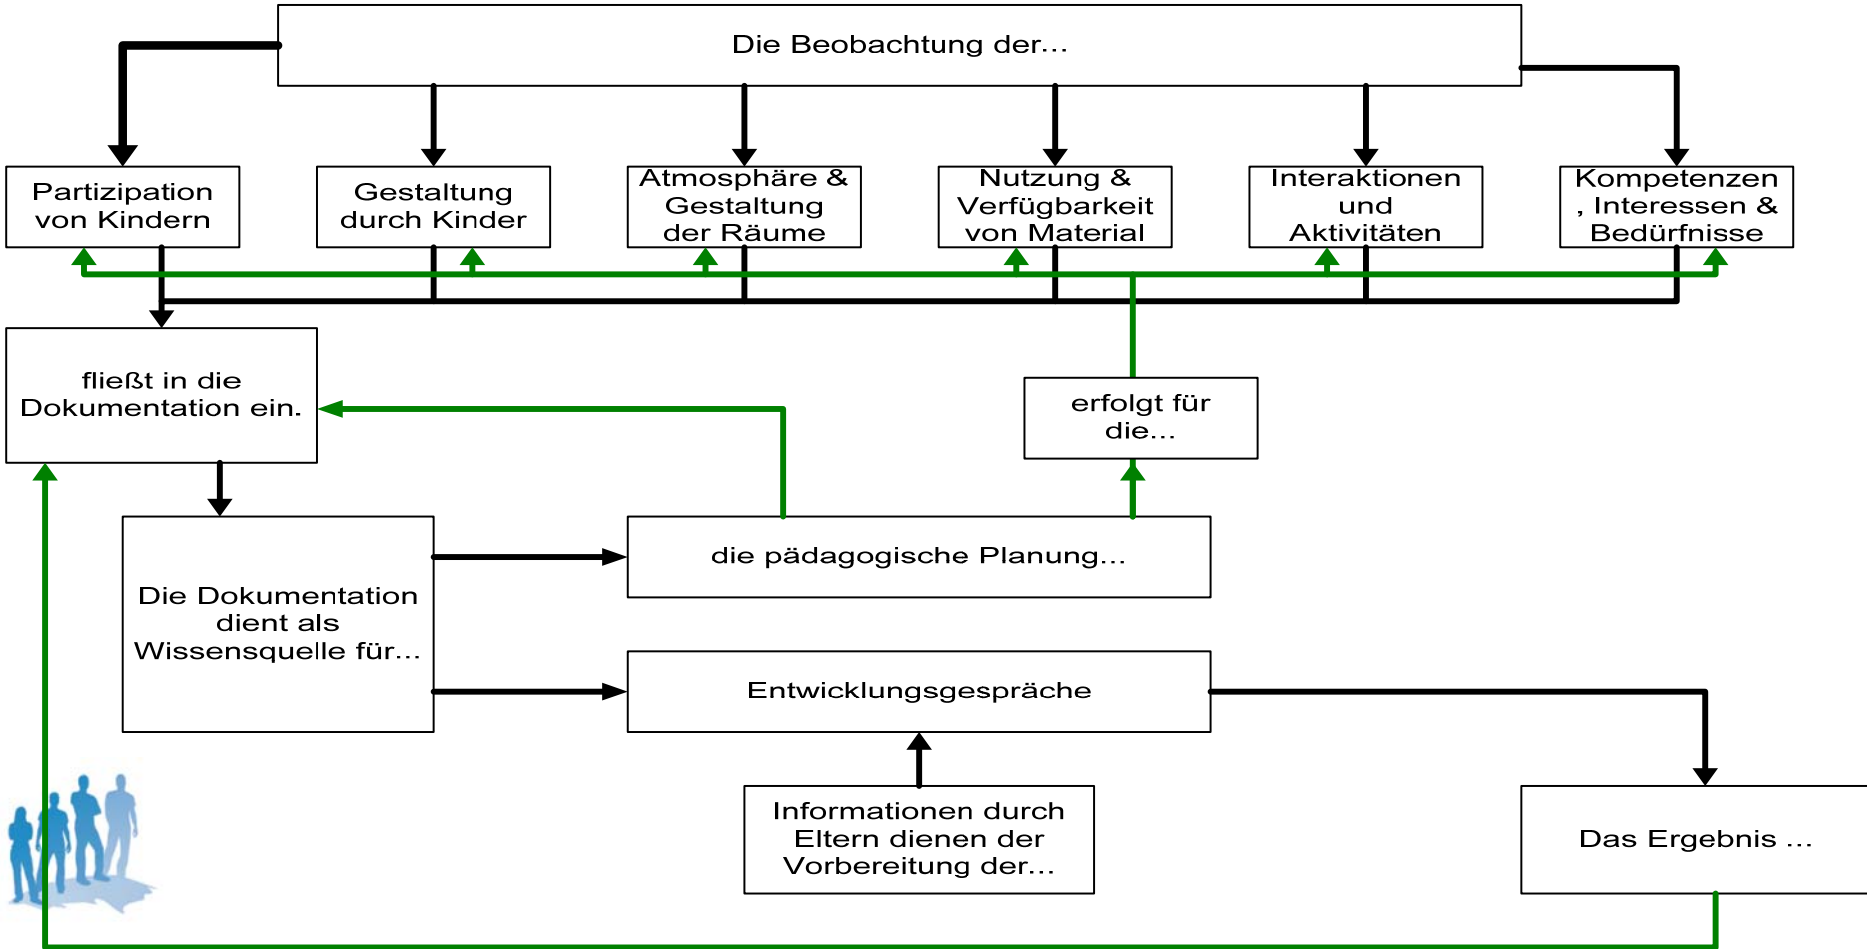 Die Beobachtung der...
Partizipation
von Kindern
Gestaltung
durch Kinder
Atmosphäre &
Gestaltung
der Räume
Nutzung &
Verfügbarkeit
von Material
Interaktionen
und
Aktivitäten
Kompetenzen
, Interessen &
Bedürfnisse
fließt in die
Dokumentation ein.
erfolgt für
die...
die pädagogische Planung...
Die Dokumentation
dient als
Wissensquelle für...
Entwicklungsgespräche
Informationen durch
Eltern dienen der
Vorbereitung der...
Das Ergebnis ...